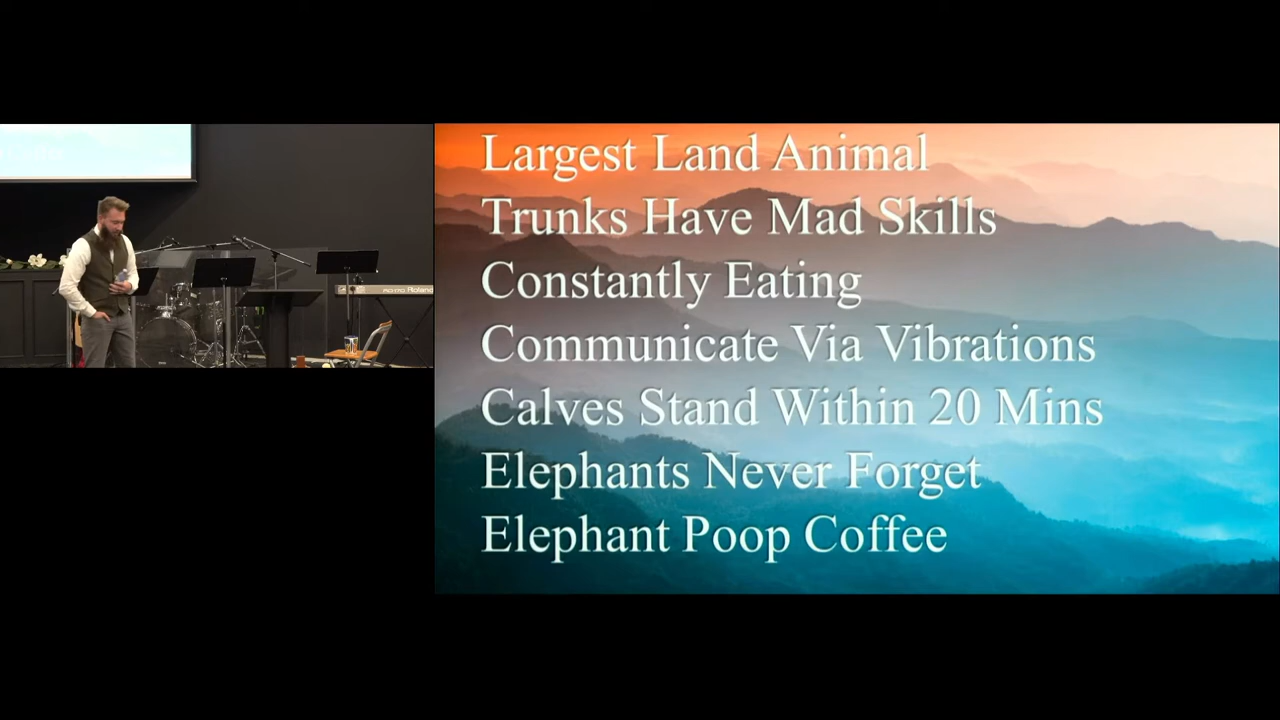 Largest Land Animal
Trunks Have Mad Skills
Constantly Eating
Communicate Via Vibrations
Calves Stand Within 20 Mins
Elephants Never Forget
Elephant Poop Coffee
Roland